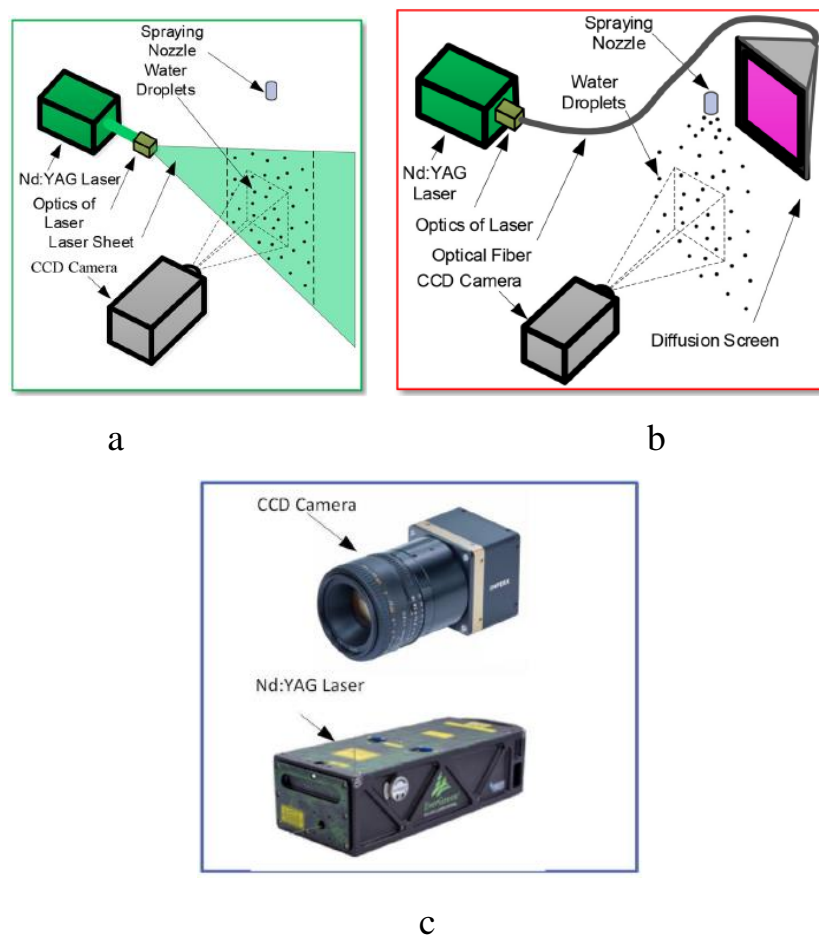 Spraying
Nozzle
Water
Droplets
Nd:YAG Laser
Optics of
Laser
Laser Sheet
CCD Camera
a
Spraying
Nozzle
Water
Droplets
Nd:YAG
Laser
Optics of Laser
Optical Fiber
CCD Camera
Diffusion Screen
b
CCD Camera
IMPERX
Nd:YAG Laser
EverGreen
c